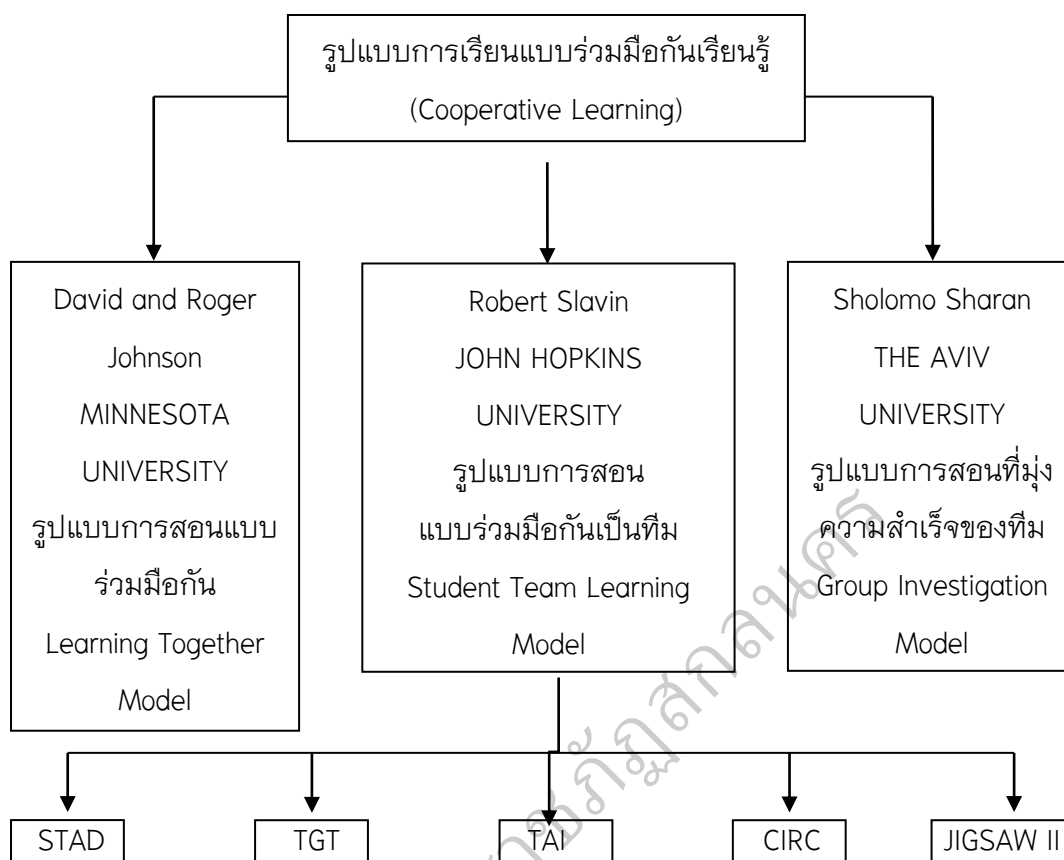 รูปแบบการเรียนแบบร่วมมือกันเรียนรู้
(Cooperative Learning)
David and Roger
Johnson
MINNESOTA
UNIVERSITY
รูปแบบการสอนแบบ
ร่วมมือกัน
Learning Together
Model
Robert Slavin
JOHN HOPKINS
UNIVERSITY
รูปแบบการสอน
แบบร่วมมือกันเป็นทีม
Student Team Learning
Model
Sholomo Sharan
THE AVIV
UNIVERSITY
รูปแบบการสอนที่มุ่ง
ความสำเร็จของทีม
Group Investigation
Model
STAD
TGT
TAI
CIRC
JIGSAW II